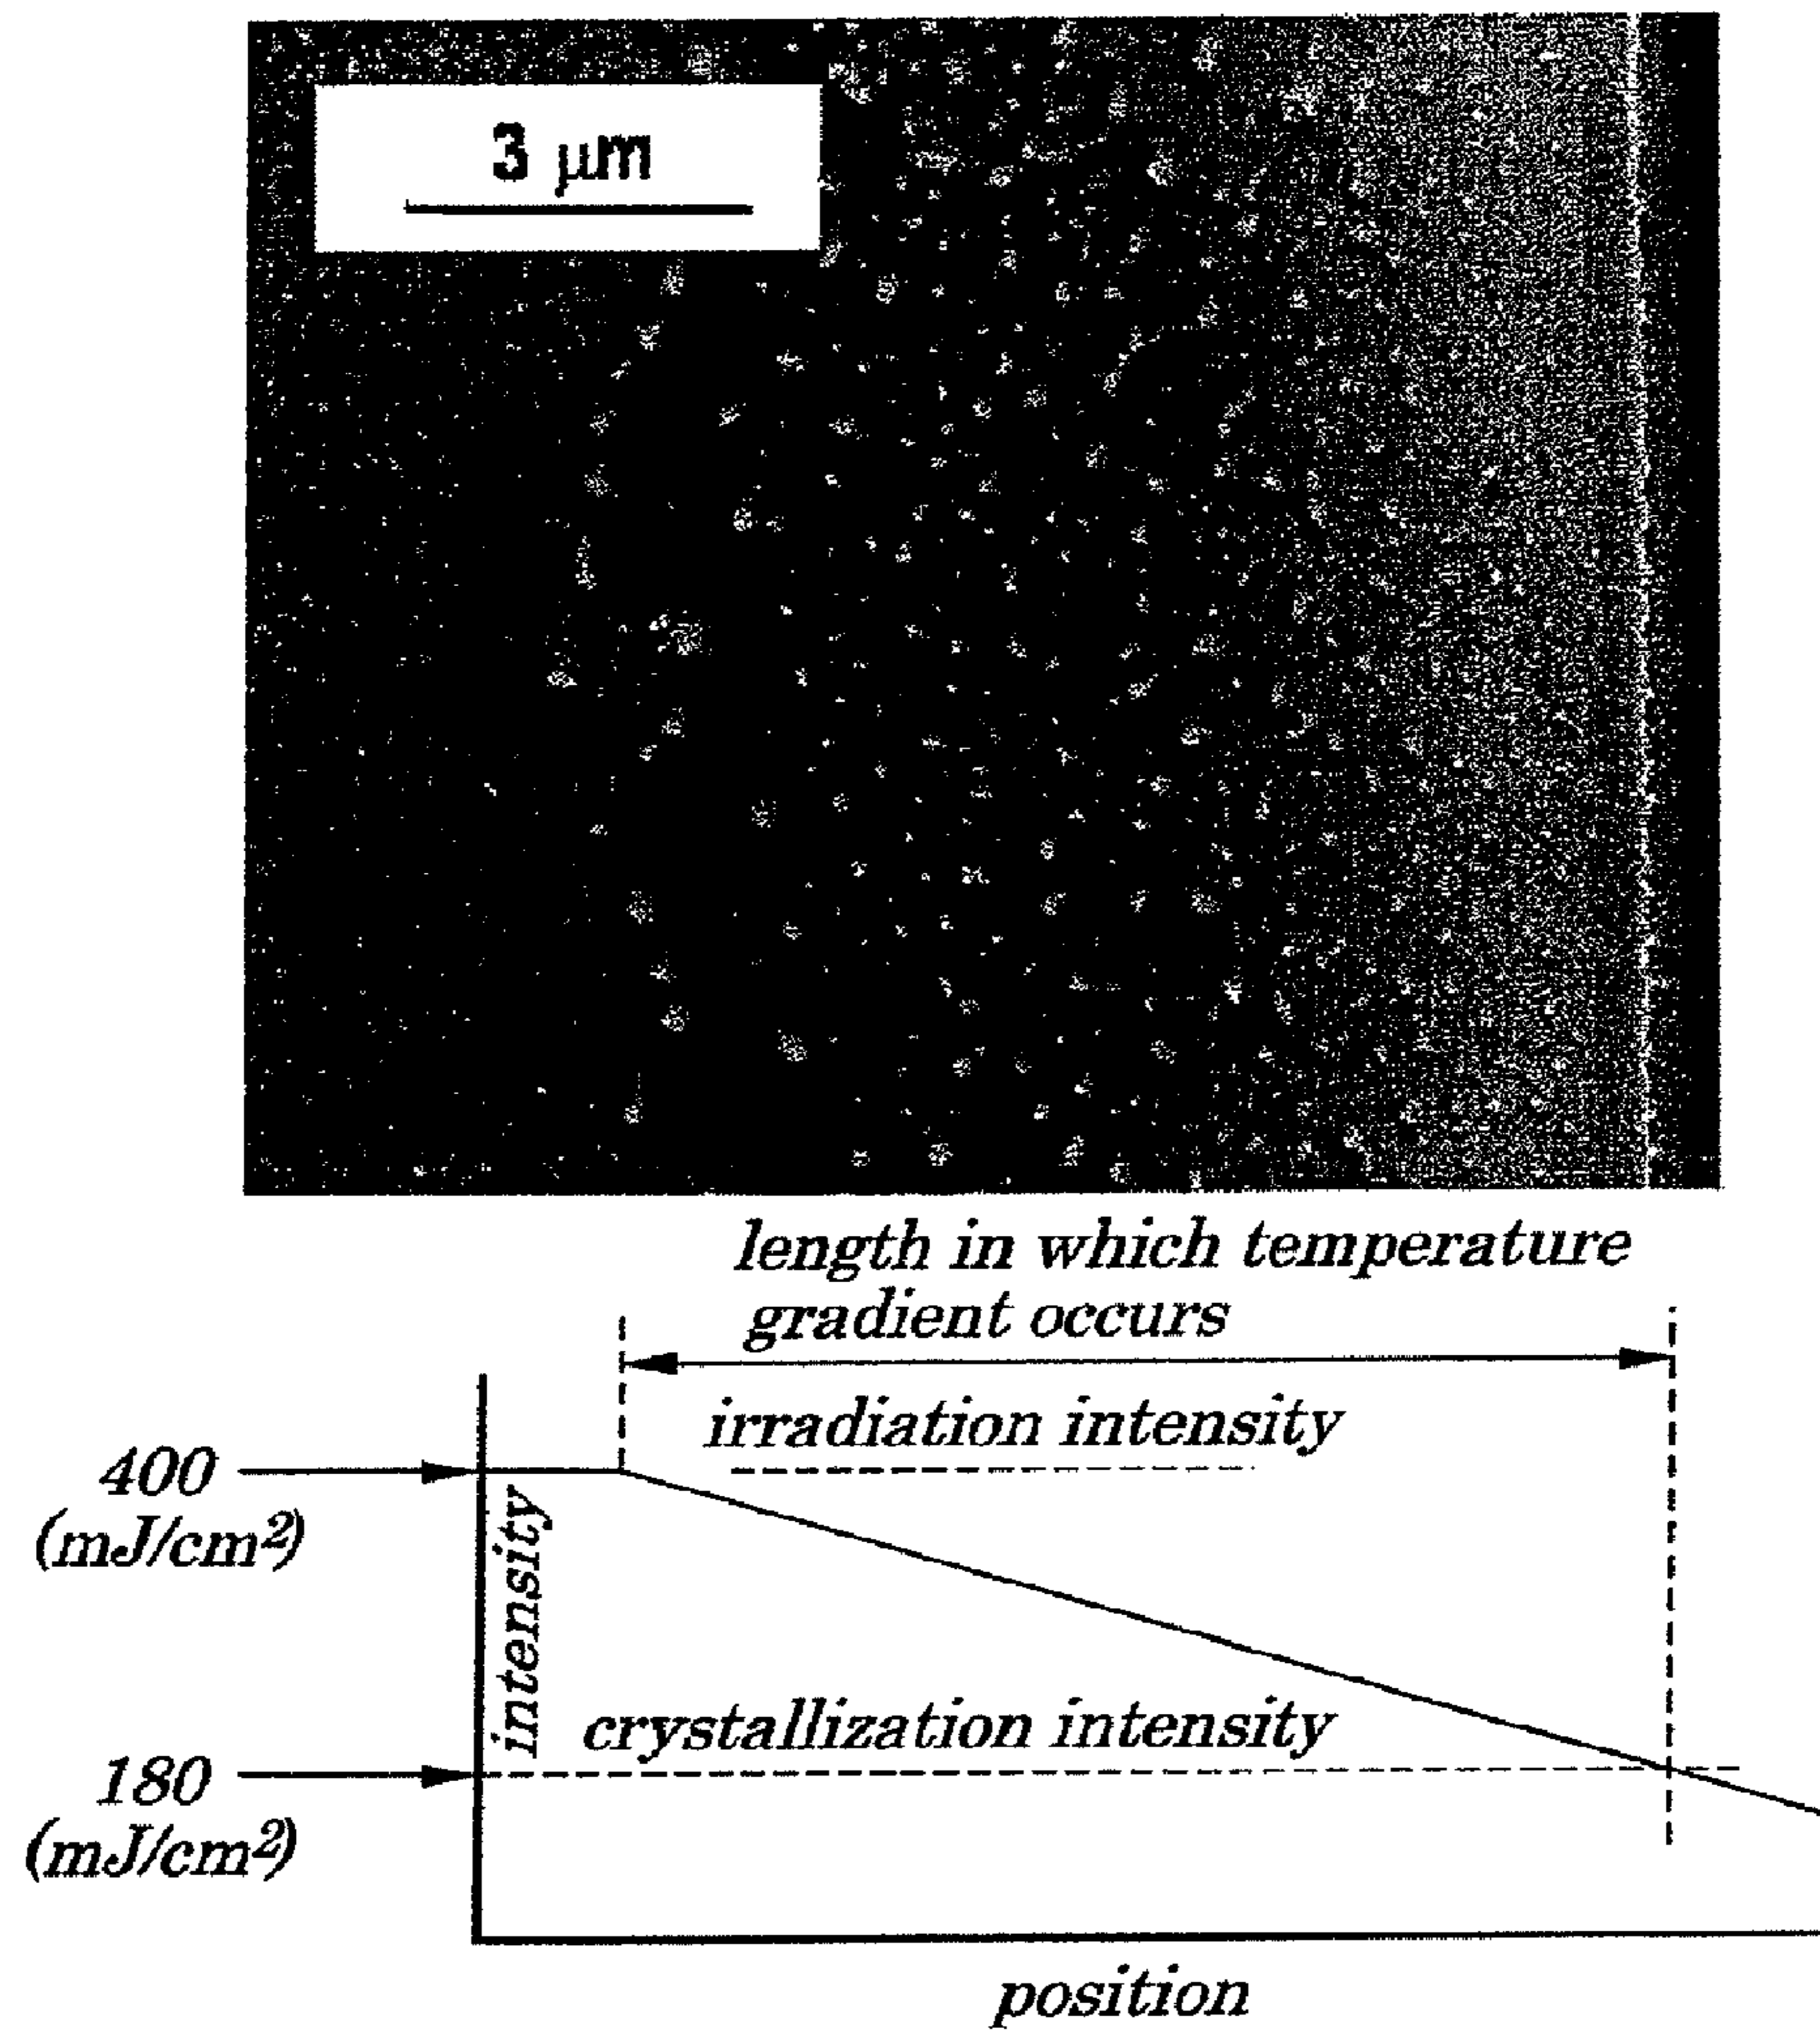 3 μm
length in which temperature
gradient occurs
irradiation intensity
400
(mJ/cm²)
intensity
crystallization intensity
180
(mJ/cm²)
position